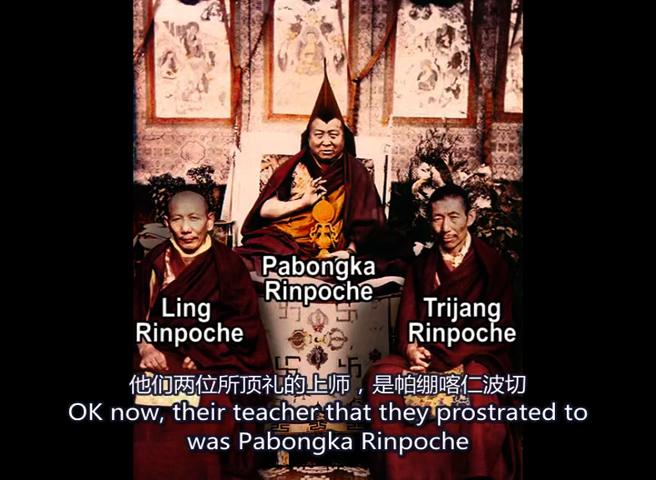 Pabongka
Rinpoche
Ling
Rinpoche
Trijang
Rinpoche
他们两位所顶礼的上师，是帕绷喀仁波切
OK now, their teacher that they prostrated to
was Pabongka Rinpoche